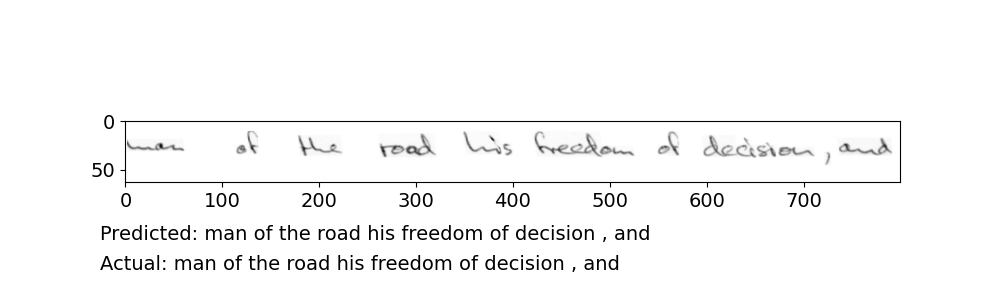 0
50
man of the road his freedom of decision , and
0 100 200 300 400 500 600 700
Predicted: man of the road his freedom of decision , and
Actual: man of the road his freedom of decision , and